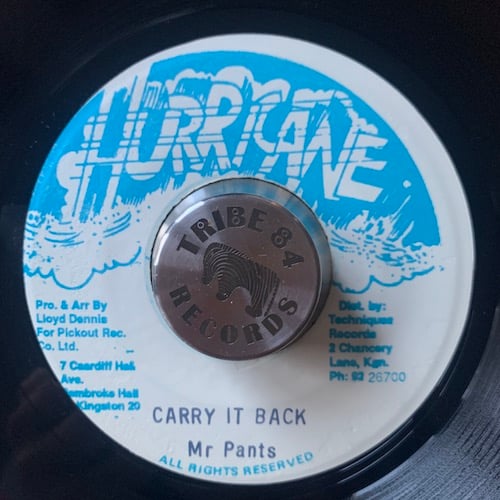 HURRICANE
TRIBE 84
RECORDS
Pro. & Arr By
Lloyd Dennis
For Pickout Rec.
Co. Ltd.
7 Caardiff Hall
Ave.
Pembroke Hall
Kingston 20
Dist. by:
Techniques
Records
2 Chancery
Lane, Kgn.
Ph: 92 26700
CARRY IT BACK
Mr Pants
ALL RIGHTS RESERVED